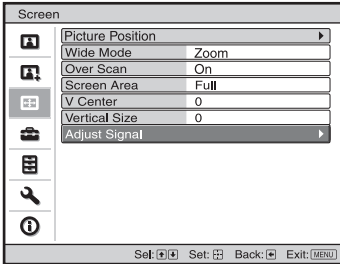 Screen
Picture Position
Wide Mode Zoom
Over Scan On
Screen Area Full
V Center 0
Vertical Size 0
Adjust Signal
Sel: Set: Back: Exit: MENU